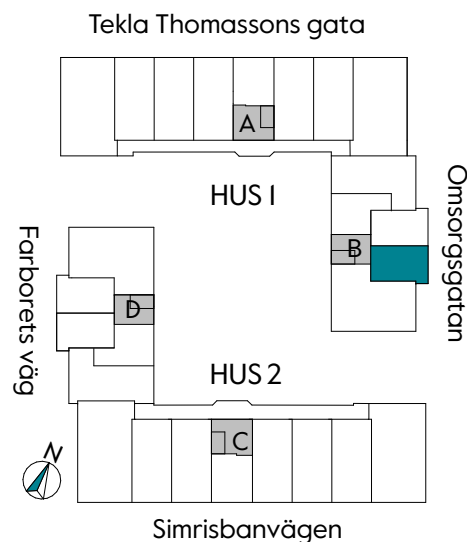 Tekla Thomassons gata
A
HUS 1
Omsorgsgatan
B
Farborets väg
D
HUS 2
C
N
Simrisbanvägen